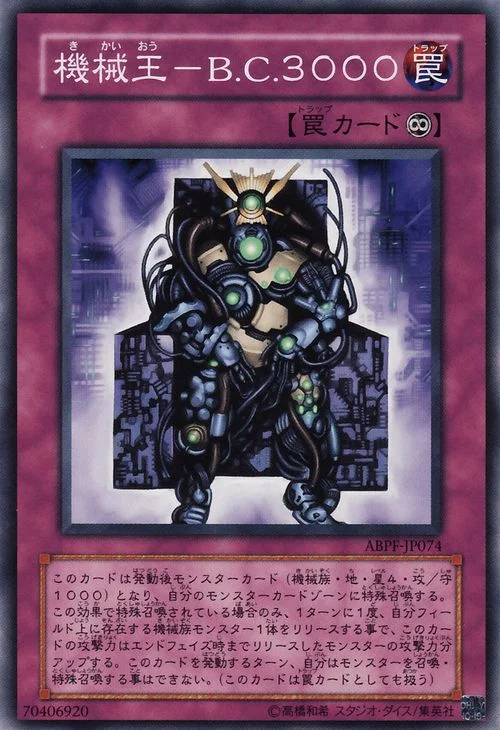 き かい おう
機械王－B.C.3000
トラップ
罠
トラップ
【罠カード∞】
ABPF-JP074
このカードは発動後モンスターカード（機械族・地・星4・攻／守
1000）となり、自分のモンスターカードゾーンに特殊召喚する。
この効果で特殊召喚されている場合のみ、1ターンに1度、自分フィー
ルド上に存在する機械族モンスター1体をリリースする事で、このカー
ドの攻撃力はエンドフェイズ時までリリースしたモンスターの攻撃力分
アップする。このカードを発動するターン、自分はモンスターを召喚・
特殊召喚する事はできない。（このカードは罠カードとしても扱う）
70406920
©高橋和希 スタジオ・ダイス/集英社